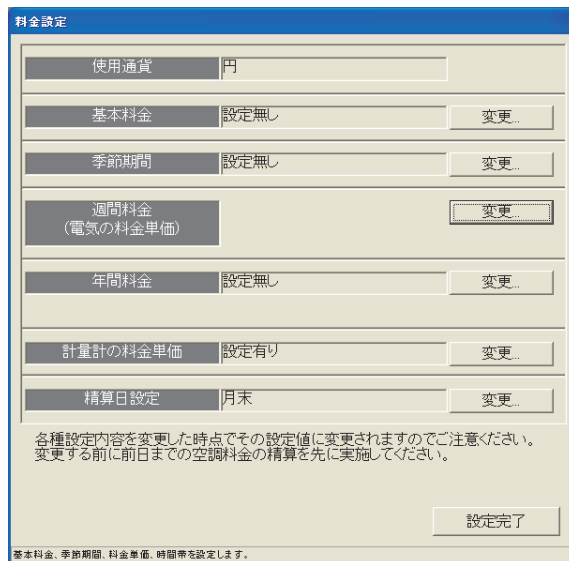 料金設定
使用通貨 円
基本料金 設定無し 変更...
季節期間 設定無し 変更...
週間料金 変更...
(電気の料金単価)
年間料金 設定無し 変更...
計量計の料金単価 設定有り 変更...
精算日設定 月末 変更...
各種設定内容を変更した時点でその設定値に変更されますのでご注意ください。
変更する前に前日までの空調料金の精算を先に実施してください。
設定完了
基本料金、季節期間、料金単価、時間帯を設定します。